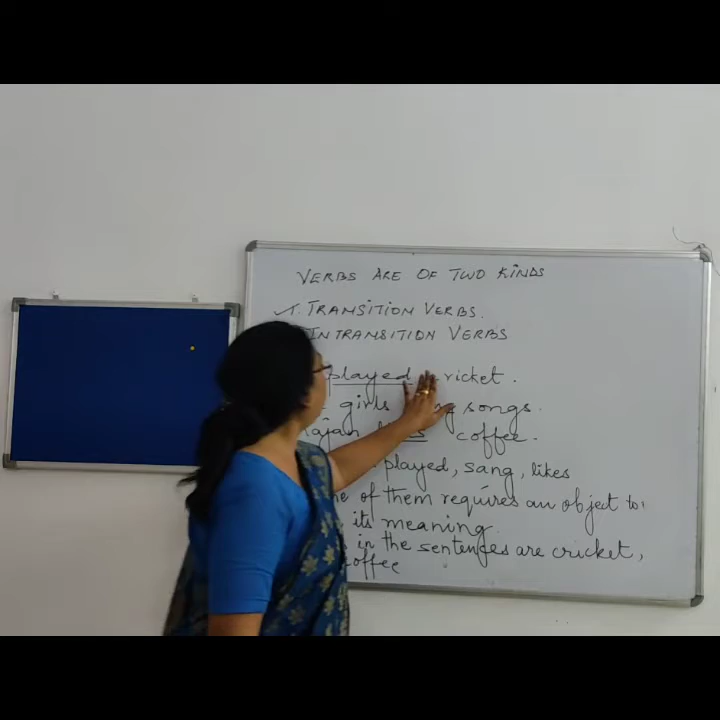 VERBS ARE OF TWO KINDS
1. TRANSITION VERBS.
INTRANSITION VERBS
played cricket.
girls songs.
coffee.
played, sang, likes
of them requires an object to
its meaning.
in the sentences are cricket,
coffee